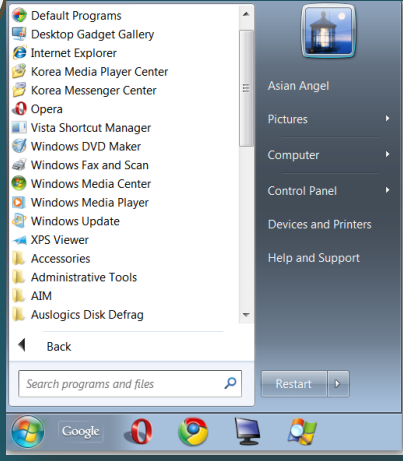 Default Programs
Desktop Gadget Gallery
Internet Explorer
Korea Media Player Center
Korea Messenger Center
Opera
Vista Shortcut Manager
Windows DVD Maker
Windows Fax and Scan
Windows Media Center
Windows Media Player
Windows Update
XPS Viewer
Accessories
Administrative Tools
AIM
Auslogics Disk Defrag
Back
Search programs and files
Asian Angel
Pictures
Computer
Control Panel
Devices and Printers
Help and Support
Restart
Google